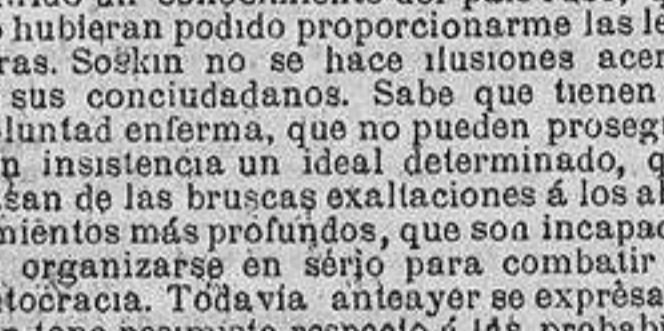 hubieran podido proporcionarme las
ras. Soskin no se hace ilusiones acer
sus conciudadanos. Sabe que tienen
luntad enferma, que no pueden proseg
n insistencia un ideal determinado, q
san de las bruscas exaltaciones á los a
mientos más profundos, que son incapac
organizarse en sério para combatir
tocracia. Todavía anteayer se expresa